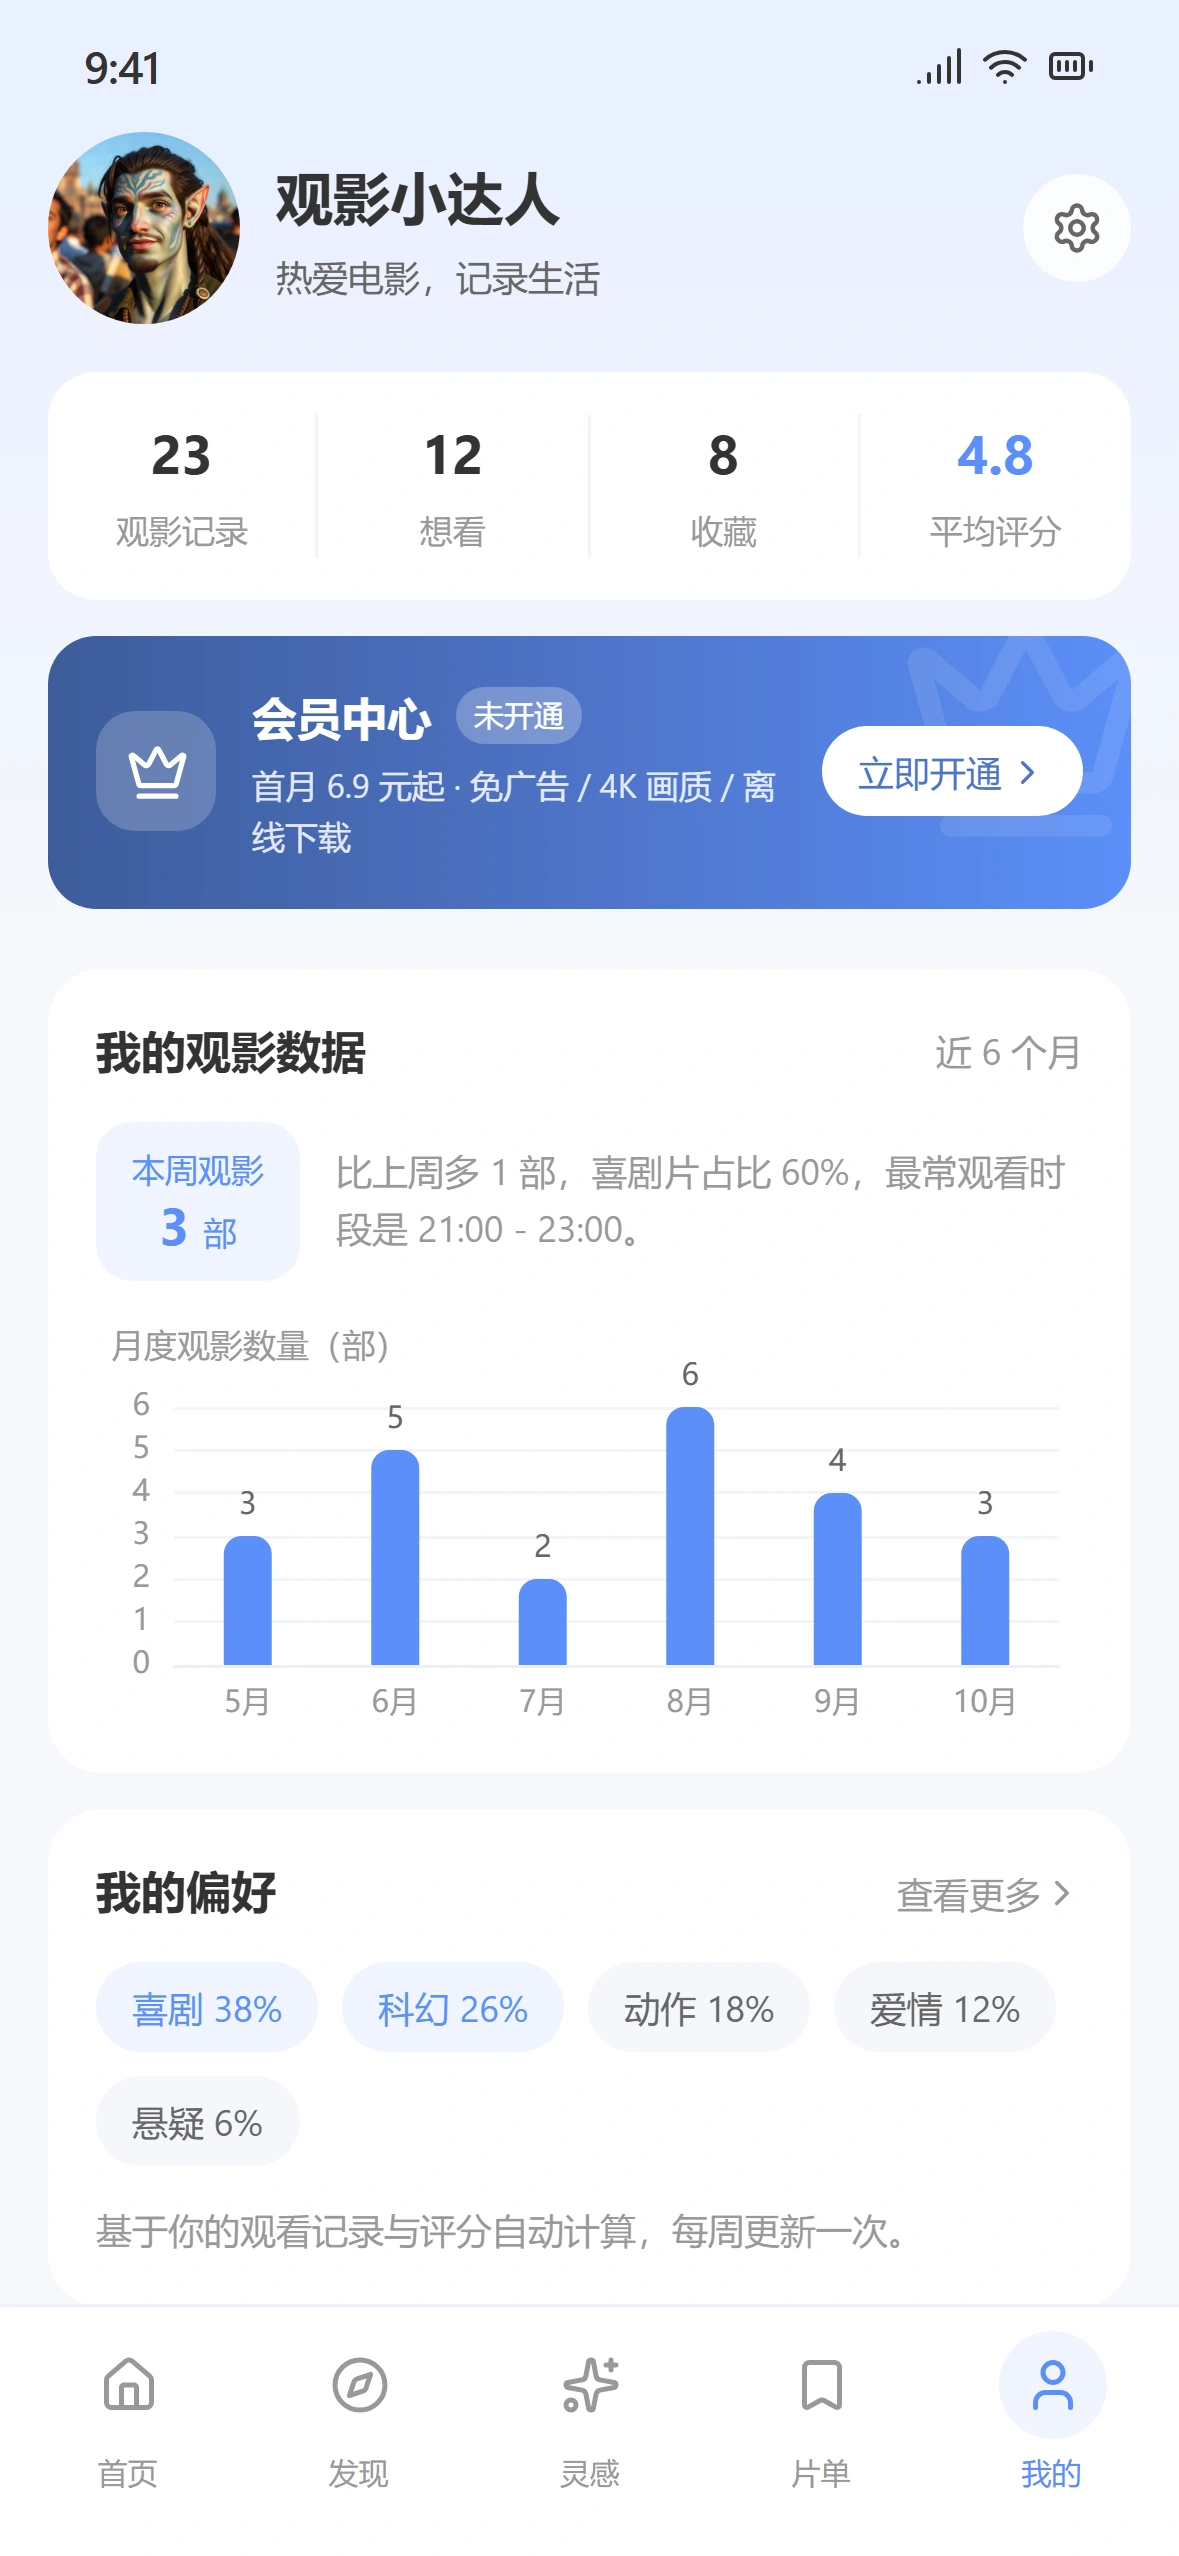 9:41
观影小达人
热爱电影，记录生活
23
观影记录
12
想看
8
收藏
4.8
平均评分
会员中心
未开通
首月 6.9 元起 · 免广告 / 4K 画质 / 离
线下载
立即开通
我的观影数据
近 6 个月
本周观影
3 部
比上周多 1 部，喜剧片占比 60%，最常观看时
段是 21:00 - 23:00。
月度观影数量（部）
6
5
4
3
2
1
0
3
5
2
6
4
3
5月
6月
7月
8月
9月
10月
我的偏好
查看更多
喜剧 38%
科幻 26%
动作 18%
爱情 12%
悬疑 6%
基于你的观看记录与评分自动计算，每周更新一次。
首页
发现
灵感
片单
我的